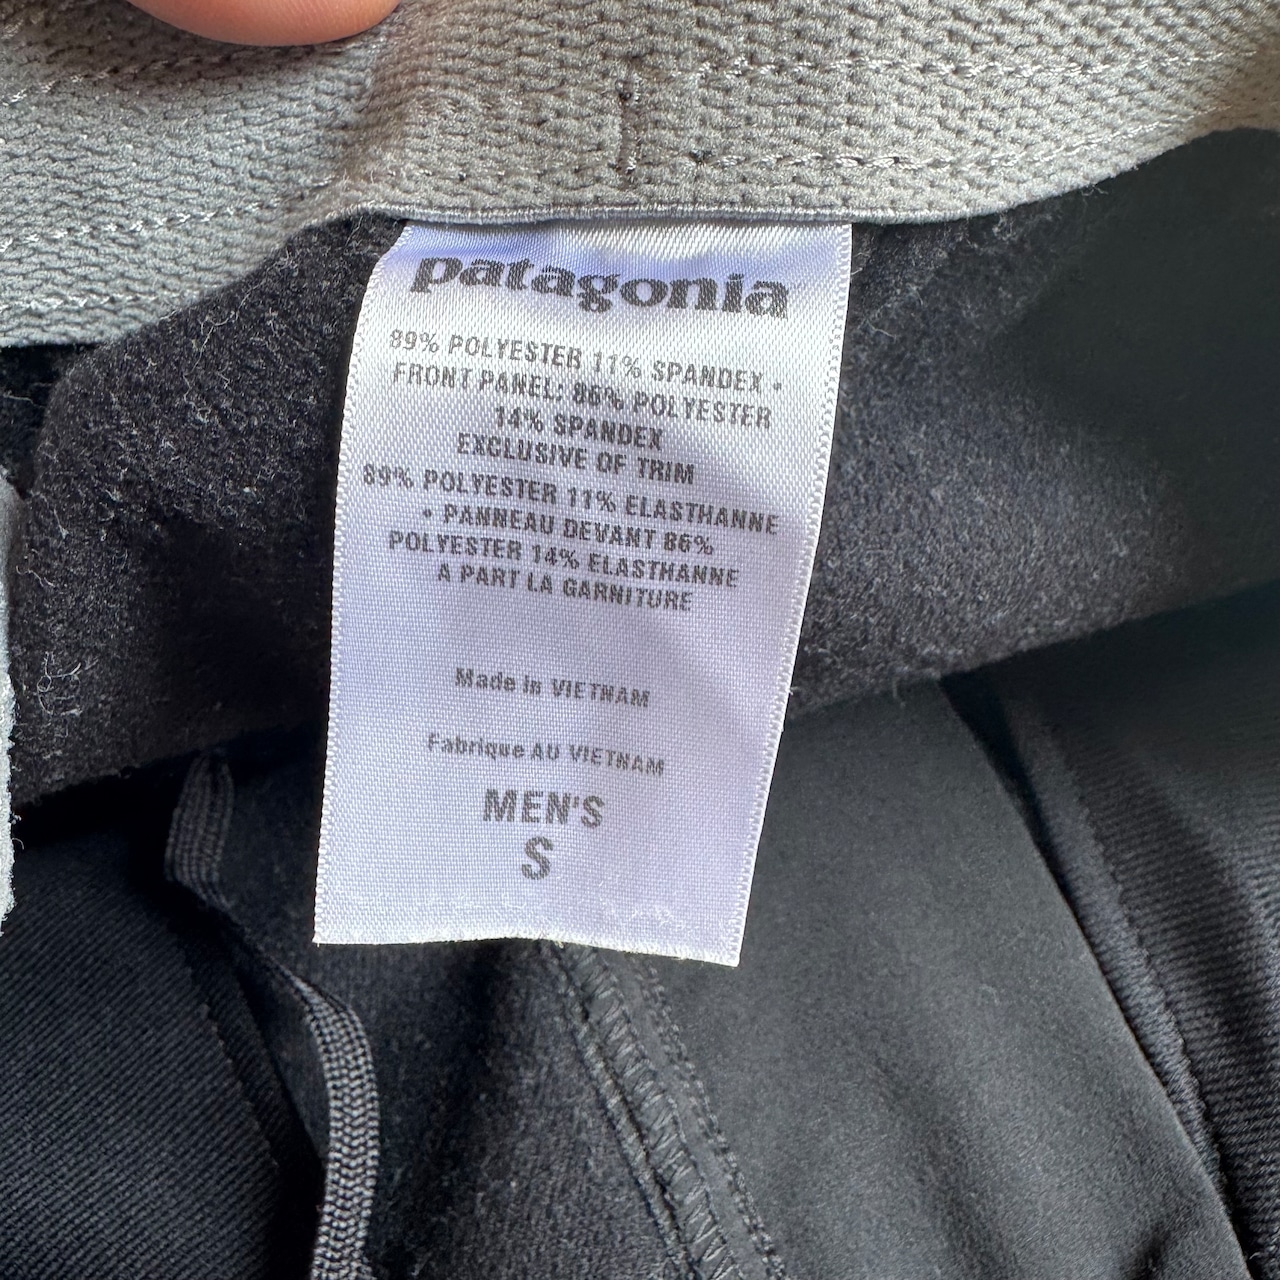 patagonia
89% POLYESTER 11% SPANDEX •
FRONT PANEL: 86% POLYESTER
14% SPANDEX
EXCLUSIVE OF TRIM
89% POLYESTER 11% ELASTHANNE
• PANNEAU DEVANT 86%
POLYESTER 14% ELASTHANNE
A PART LA GARNITURE
Made in VIETNAM
Fabrique AU VIETNAM
MEN'S
S